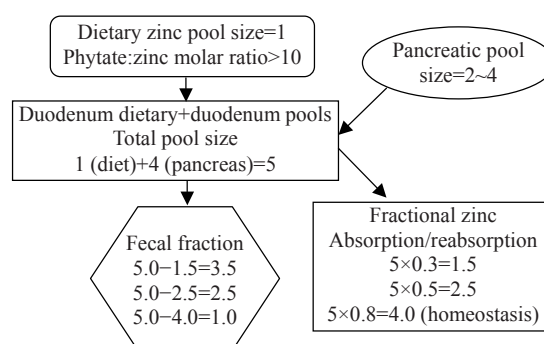 Dietary zinc pool size=1
Phytate:zinc molar ratio>10
Pancreatic pool
size=2~4
Duodenum dietary+duodenum pools
Total pool size
1 (diet)+4 (pancreas)=5
Fecal fraction
5.0−1.5=3.5
5.0−2.5=2.5
5.0−4.0=1.0
Fractional zinc
Absorption/reabsorption
5×0.3=1.5
5×0.5=2.5
5×0.8=4.0 (homeostasis)